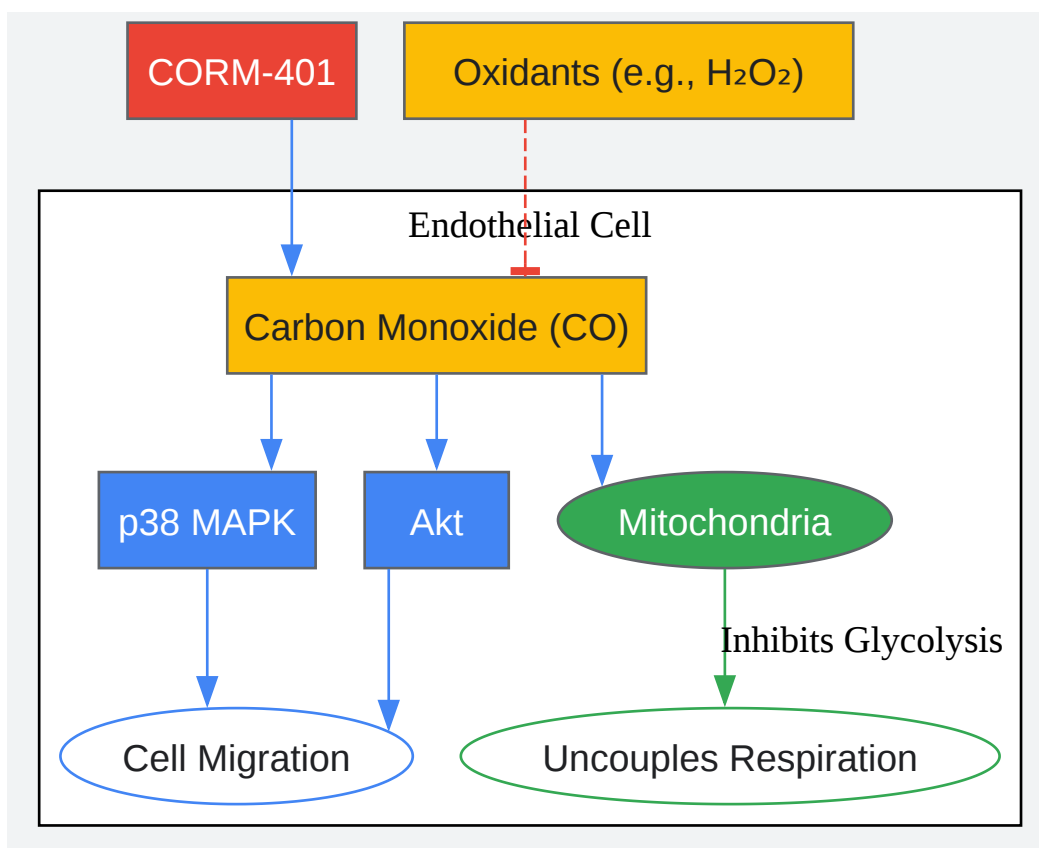 CORM-401
Oxidants (e.g., H₂O₂)
Endothelial Cell
Carbon Monoxide (CO)
p38 MAPK
Akt
Mitochondria
Inhibits Glycolysis
Cell Migration
Uncouples Respiration